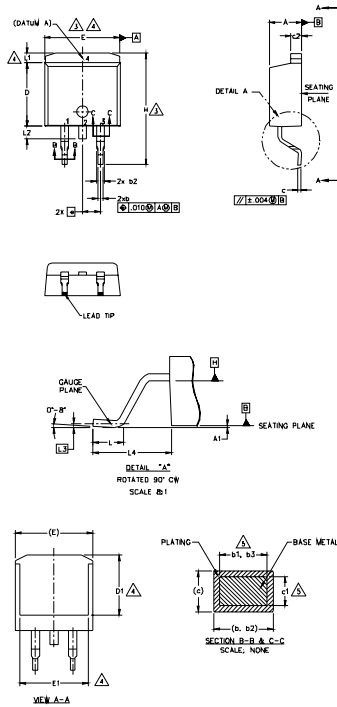 (DATUM A)
3 4
E
A
A
A
B
c2
4
L1
4
D
H
3
C C
1 2 3
L2
B B
2x b2
2xb
2X e
⌖ .010 Ⓜ A Ⓜ B
DETAIL A
SEATING
PLANE
A
c
// ±.004 Ⓜ B
LEAD TIP
GAUGE
PLANE
H
0°-8°
B
SEATING PLANE
L3
L
L4
A1
DETAIL "A"
ROTATED 90° CW
SCALE 8:1
(E)
D1 4
E1 4
VIEW A-A
PLATING
5
b1, b3
BASE METAL
(c)
c1 5
(b, b2)
SECTION B-B & C-C
SCALE: NONE